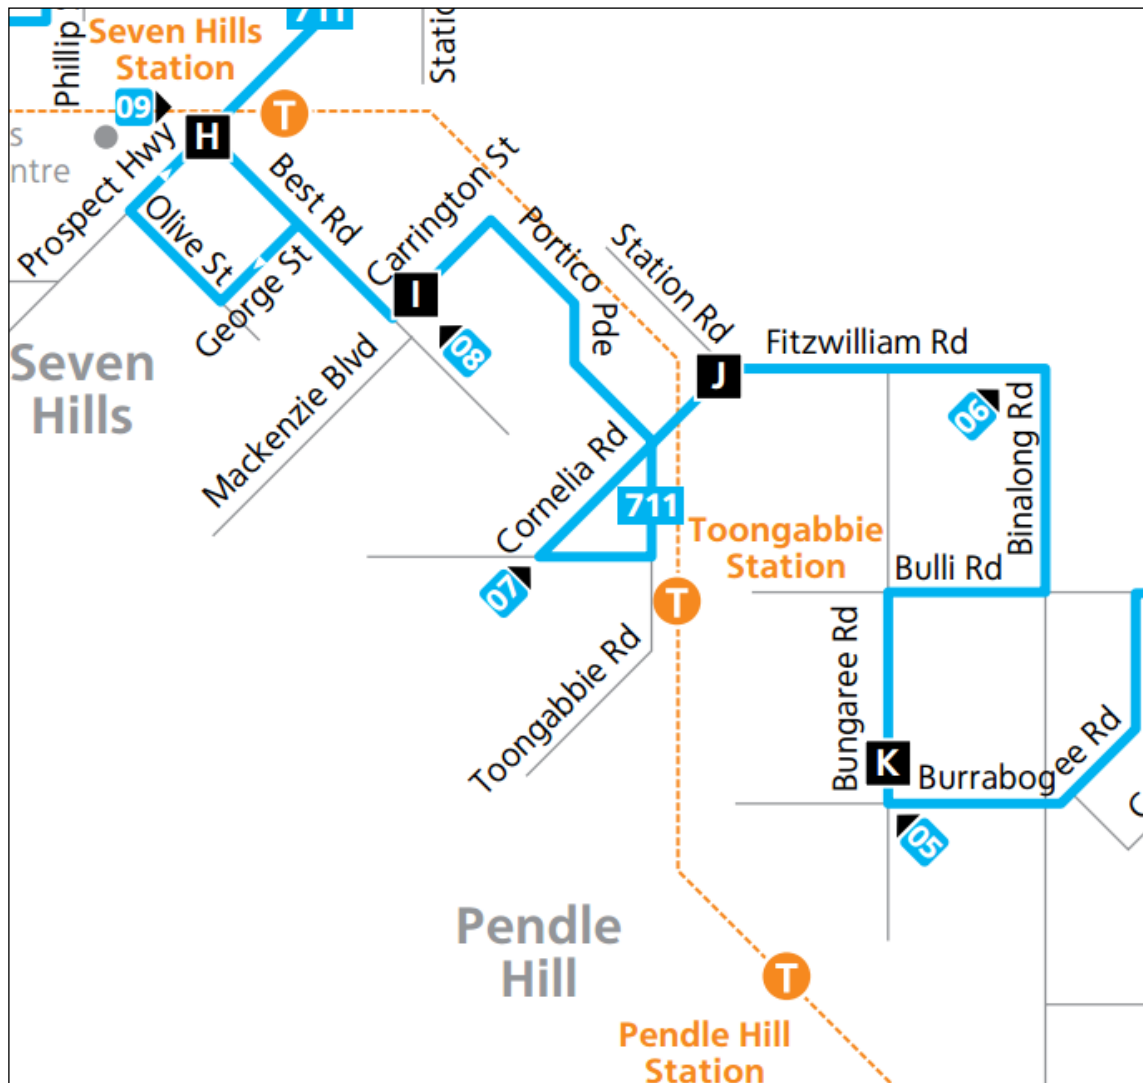 711
Seven Hills
Station
Phillip
Static
09
H
T
s
ntre
Prospect Hwy
Best Rd
Carrington St
Olive St
George St
Portico Pde
Station Rd
I
08
J
Fitzwilliam Rd
Seven
Hills
Mackenzie Blvd
06
Binalong Rd
Cornelia Rd
711
Toongabbie
Station
Bulli Rd
07
T
Bungaree Rd
Toongabbie Rd
K
Burrabogee Rd
05
Pendle
Hill
T
Pendle Hill
Station